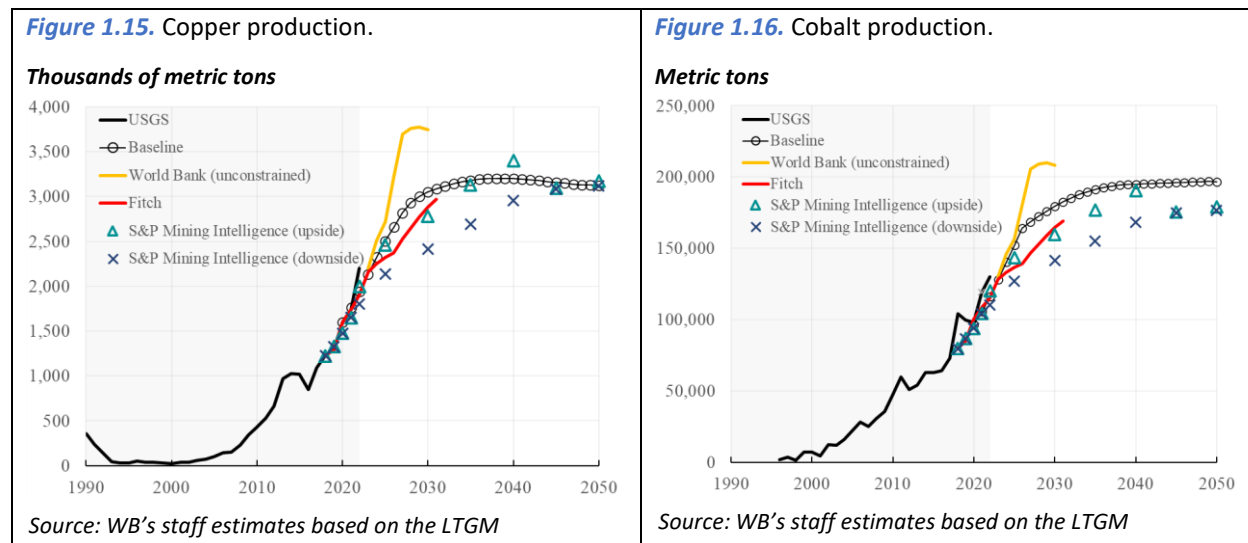 Figure 1.15. Copper production.
Thousands of metric tons
4,000
3,500
3,000
2,500
2,000
1,500
1,000
500
0
USGS
Baseline
World Bank (unconstrained)
Fitch
S&P Mining Intelligence (upside)
S&P Mining Intelligence (downside)
1990 2000 2010 2020 2030 2040 2050
Source: WB’s staff estimates based on the LTGM
Figure 1.16. Cobalt production.
Metric tons
250,000
200,000
150,000
100,000
50,000
0
USGS
Baseline
World Bank (unconstrained)
Fitch
S&P Mining Intelligence (upside)
S&P Mining Intelligence (downside)
1990 2000 2010 2020 2030 2040 2050
Source: WB’s staff estimates based on the LTGM